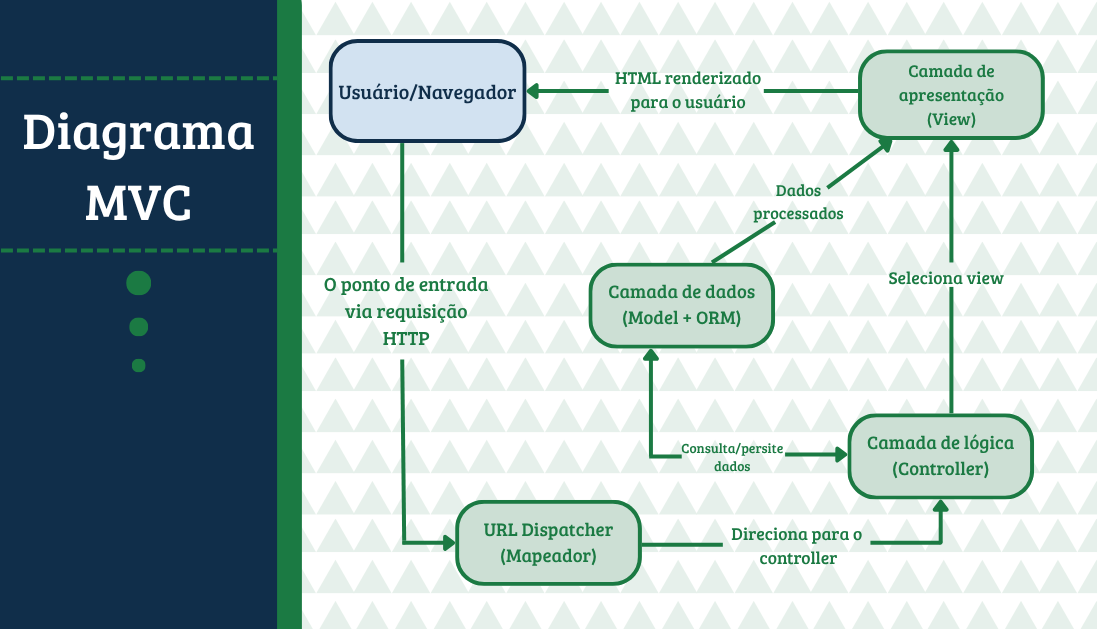 Diagrama
MVC
Usuário/Navegador
HTML renderizado
para o usuário
Camada de
apresentação
(View)
Dados
processados
O ponto de entrada
via requisição
HTTP
Camada de dados
(Model + ORM)
Seleciona view
Consulta/persite
dados
Camada de lógica
(Controller)
URL Dispatcher
(Mapeador)
Direciona para o
controller